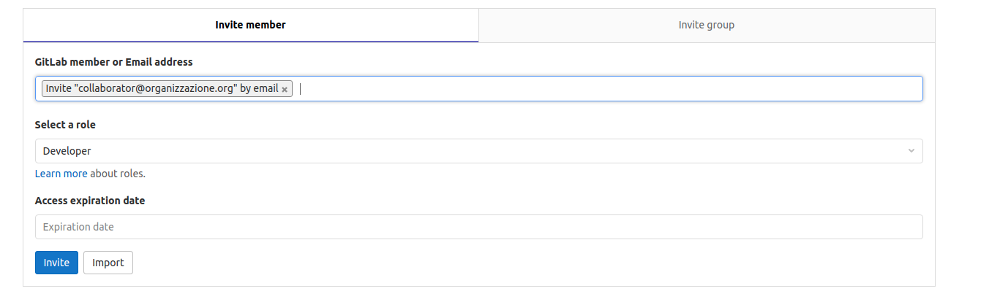 Invite member
Invite group
GitLab member or Email address
Invite "collaborator@organizzazione.org" by email ×
Select a role
Developer
Learn more about roles.
Access expiration date
Expiration date
Invite
Import